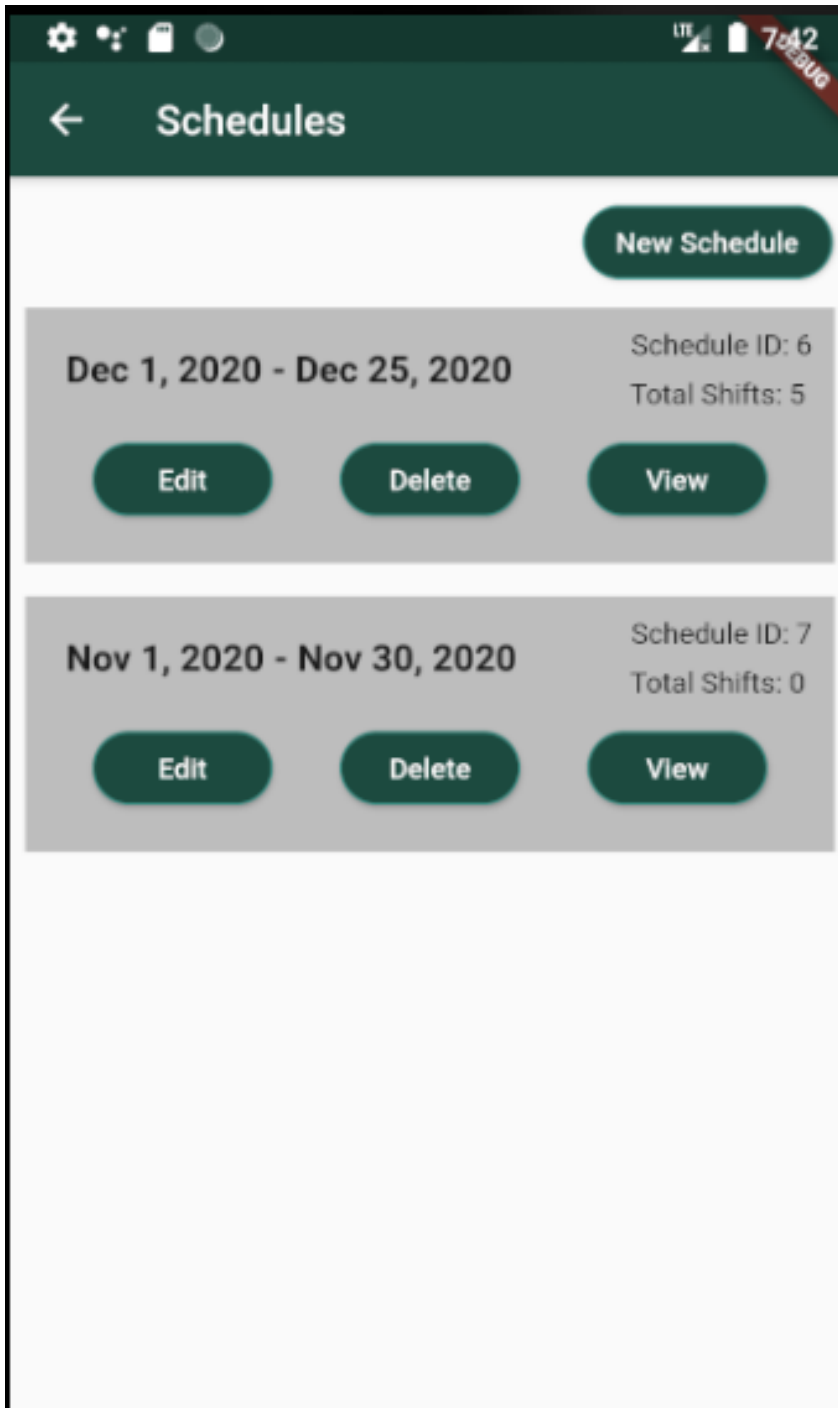 LTE 7:42
DEBUG
Schedules
New Schedule
Dec 1, 2020 - Dec 25, 2020
Schedule ID: 6
Total Shifts: 5
Edit Delete View
Nov 1, 2020 - Nov 30, 2020
Schedule ID: 7
Total Shifts: 0
Edit Delete View